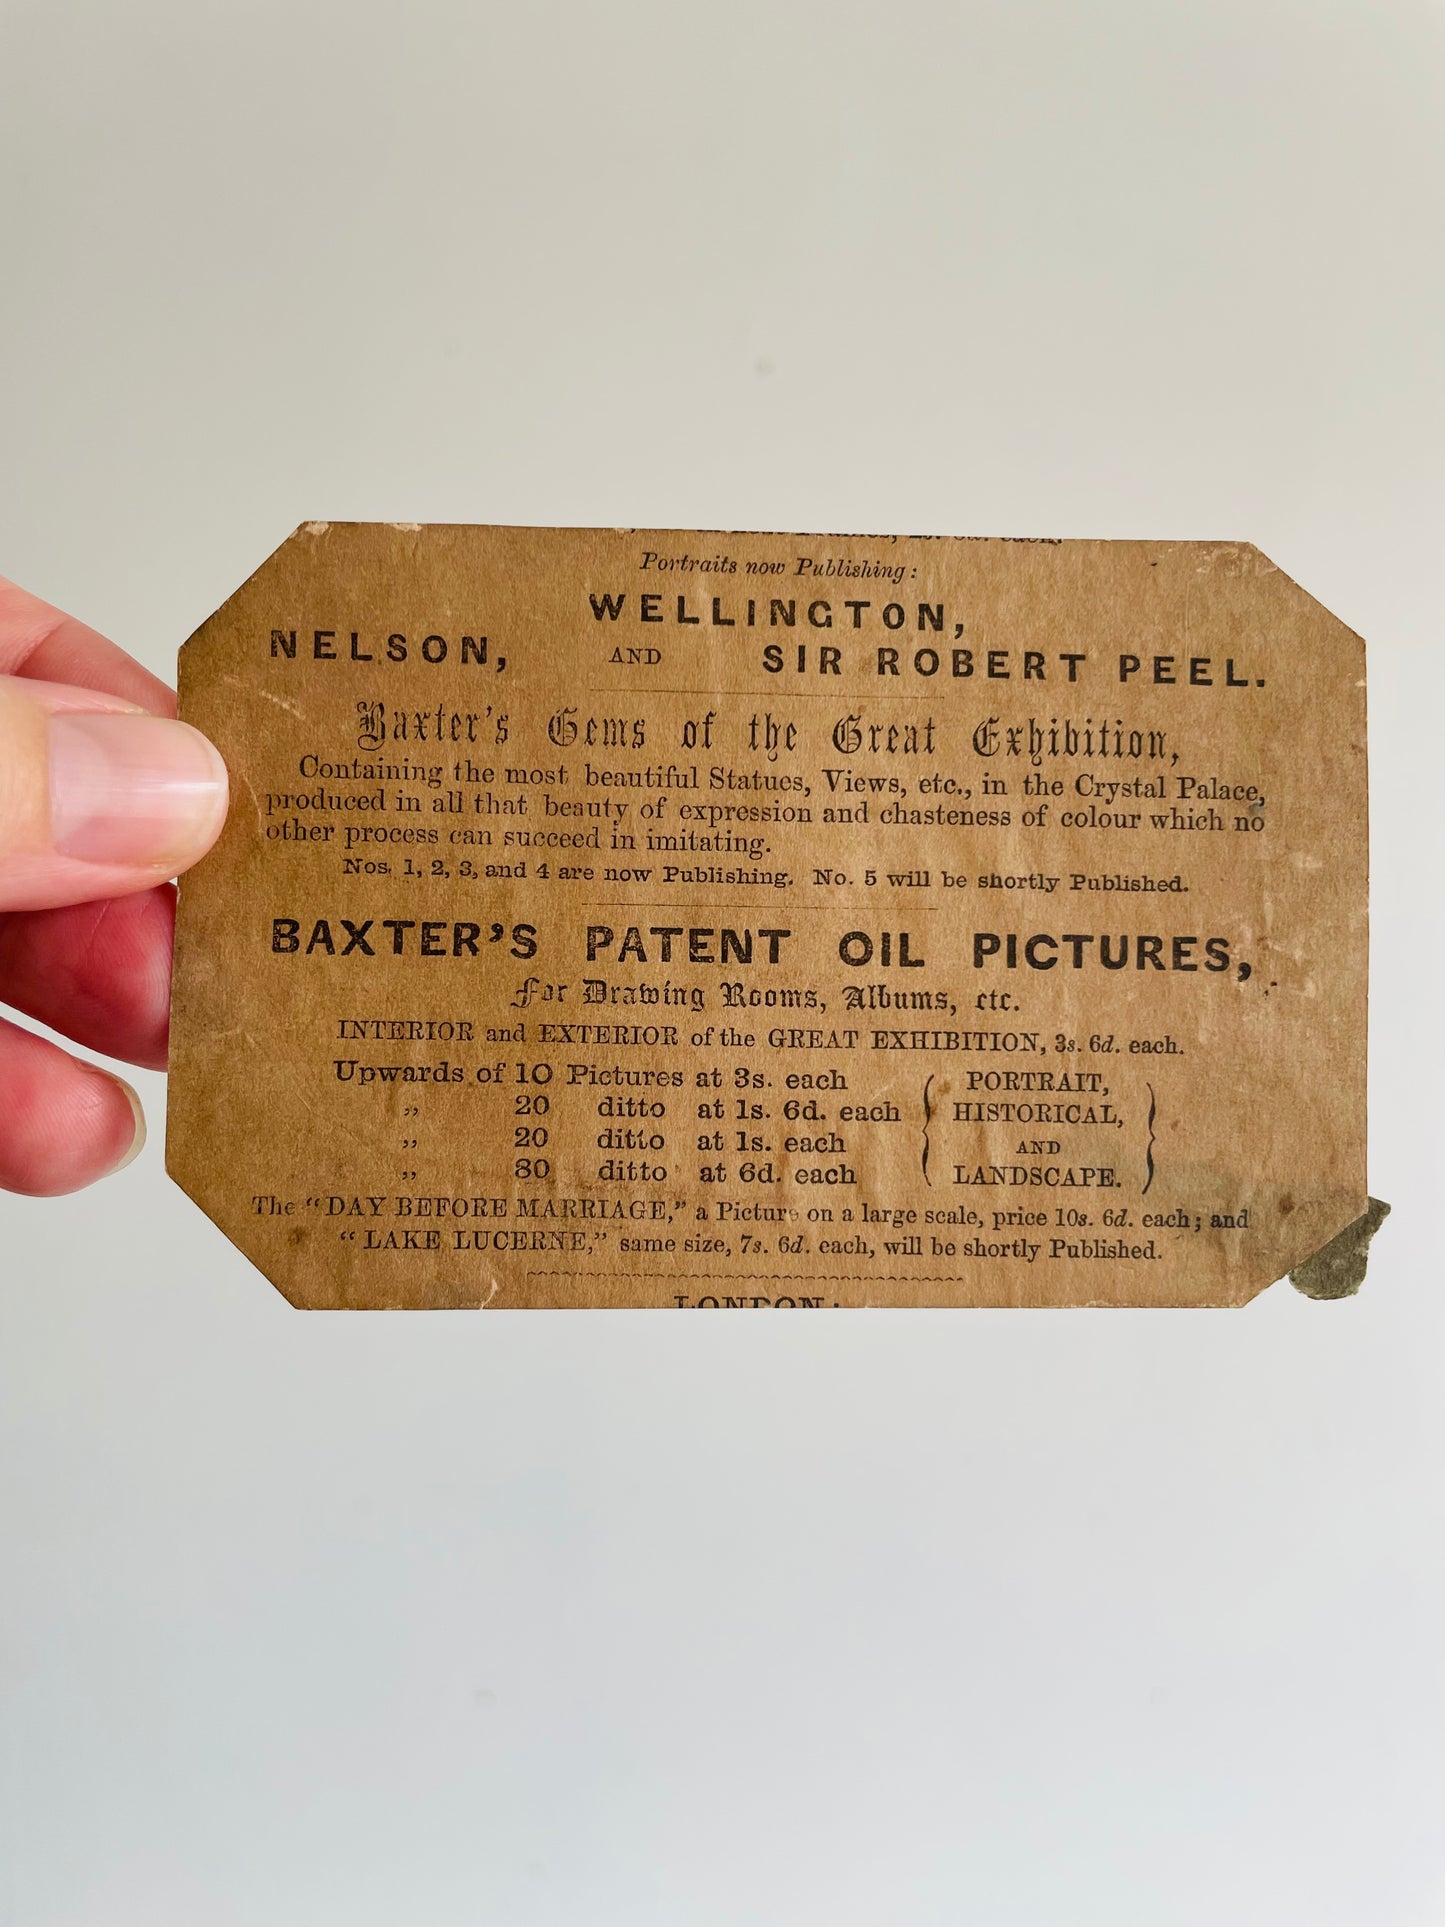 each.
Portraits now Publishing:
WELLINGTON,
NELSON, AND SIR ROBERT PEEL.
Baxter's Gems of the Great Exhibition,
Containing the most beautiful Statues, Views, etc., in the Crystal Palace,
produced in all that beauty of expression and chasteness of colour which no
other process can succeed in imitating.
Nos. 1, 2, 3, and 4 are now Publishing. No. 5 will be shortly Published.
BAXTER'S PATENT OIL PICTURES,
For Drawing Rooms, Albums, etc.
INTERIOR and EXTERIOR of the GREAT EXHIBITION, 3s. 6d. each.
Upwards of 10 Pictures at 3s. each { PORTRAIT, }
„ 20 ditto at 1s. 6d. each HISTORICAL,
„ 20 ditto at 1s. each AND
„ 30 ditto at 6d. each LANDSCAPE.
The "DAY BEFORE MARRIAGE," a Picture on a large scale, price 10s. 6d. each; and
"LAKE LUCERNE," same size, 7s. 6d. each, will be shortly Published.
LONDON: